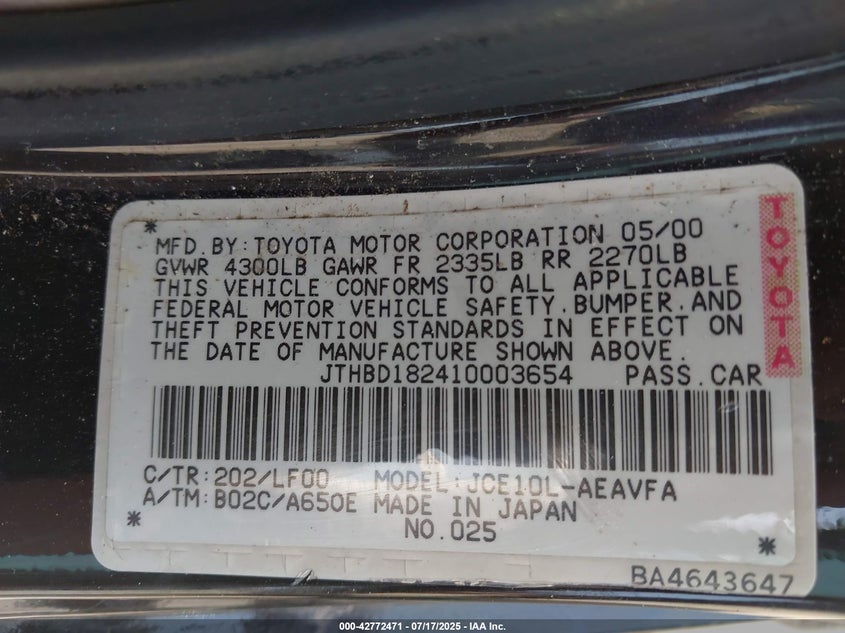 *
MFD.BY:TOYOTA MOTOR CORPORATION 05/00
GVWR 4300LB GAWR FR 2335LB RR 2270LB
THIS VEHICLE CONFORMS TO ALL APPLICABLE
FEDERAL MOTOR VEHICLE SAFETY,BUMPER,AND
THEFT PREVENTION STANDARDS IN EFFECT ON
THE DATE OF MANUFACTURE SHOWN ABOVE.
JTHBD182410003654 PASS.CAR
TOYOTA
C/TR:202/LF00 MODEL:JCE10L-AEAVFA
A/TM:B02C/A650E MADE IN JAPAN
* NO.025 *
BA4643647
000-42772471 - 07/17/2025 - IAA Inc.